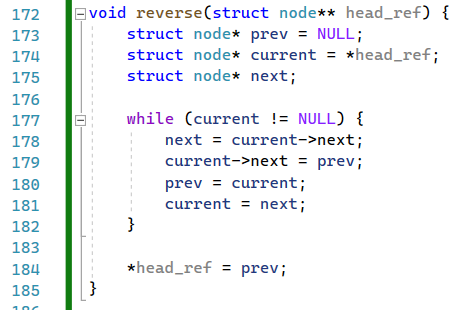 172 void reverse(struct node** head_ref) {
173     struct node* prev = NULL;
174     struct node* current = *head_ref;
175     struct node* next;
176
177     while (current != NULL) {
178         next = current->next;
179         current->next = prev;
180         prev = current;
181         current = next;
182     }
183
184     *head_ref = prev;
185 }